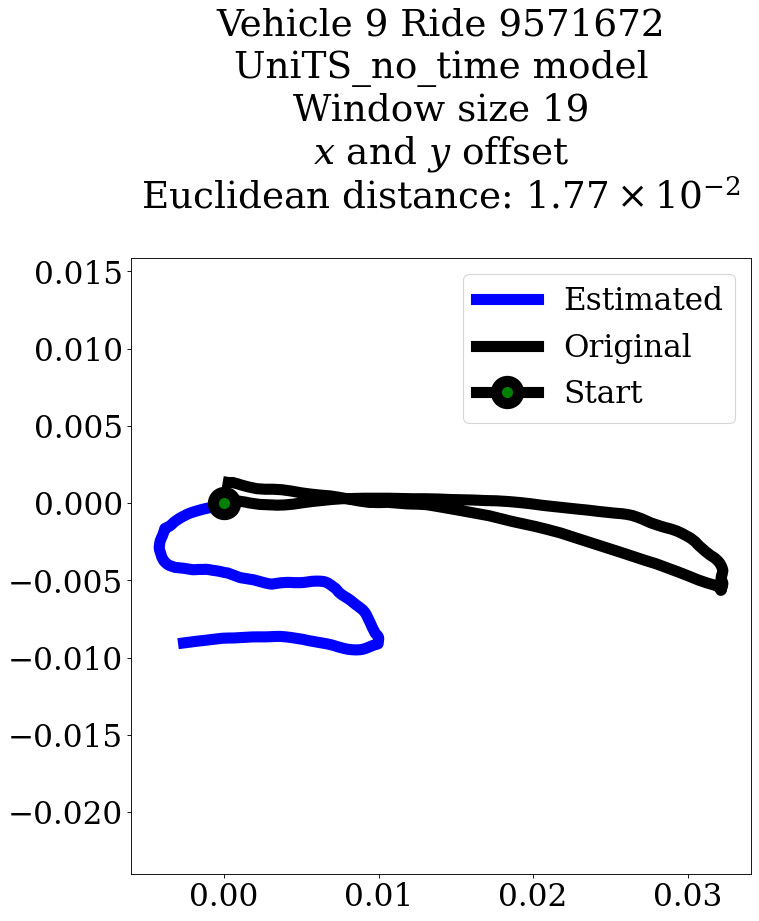 Vehicle 9 Ride 9571672
UniTS_no_time model
Window size 19
x and y offset
Euclidean distance: 1.77 × 10⁻²
Estimated
Original
Start
0.015
0.010
0.005
0.000
−0.005
−0.010
−0.015
−0.020
0.00 0.01 0.02 0.03